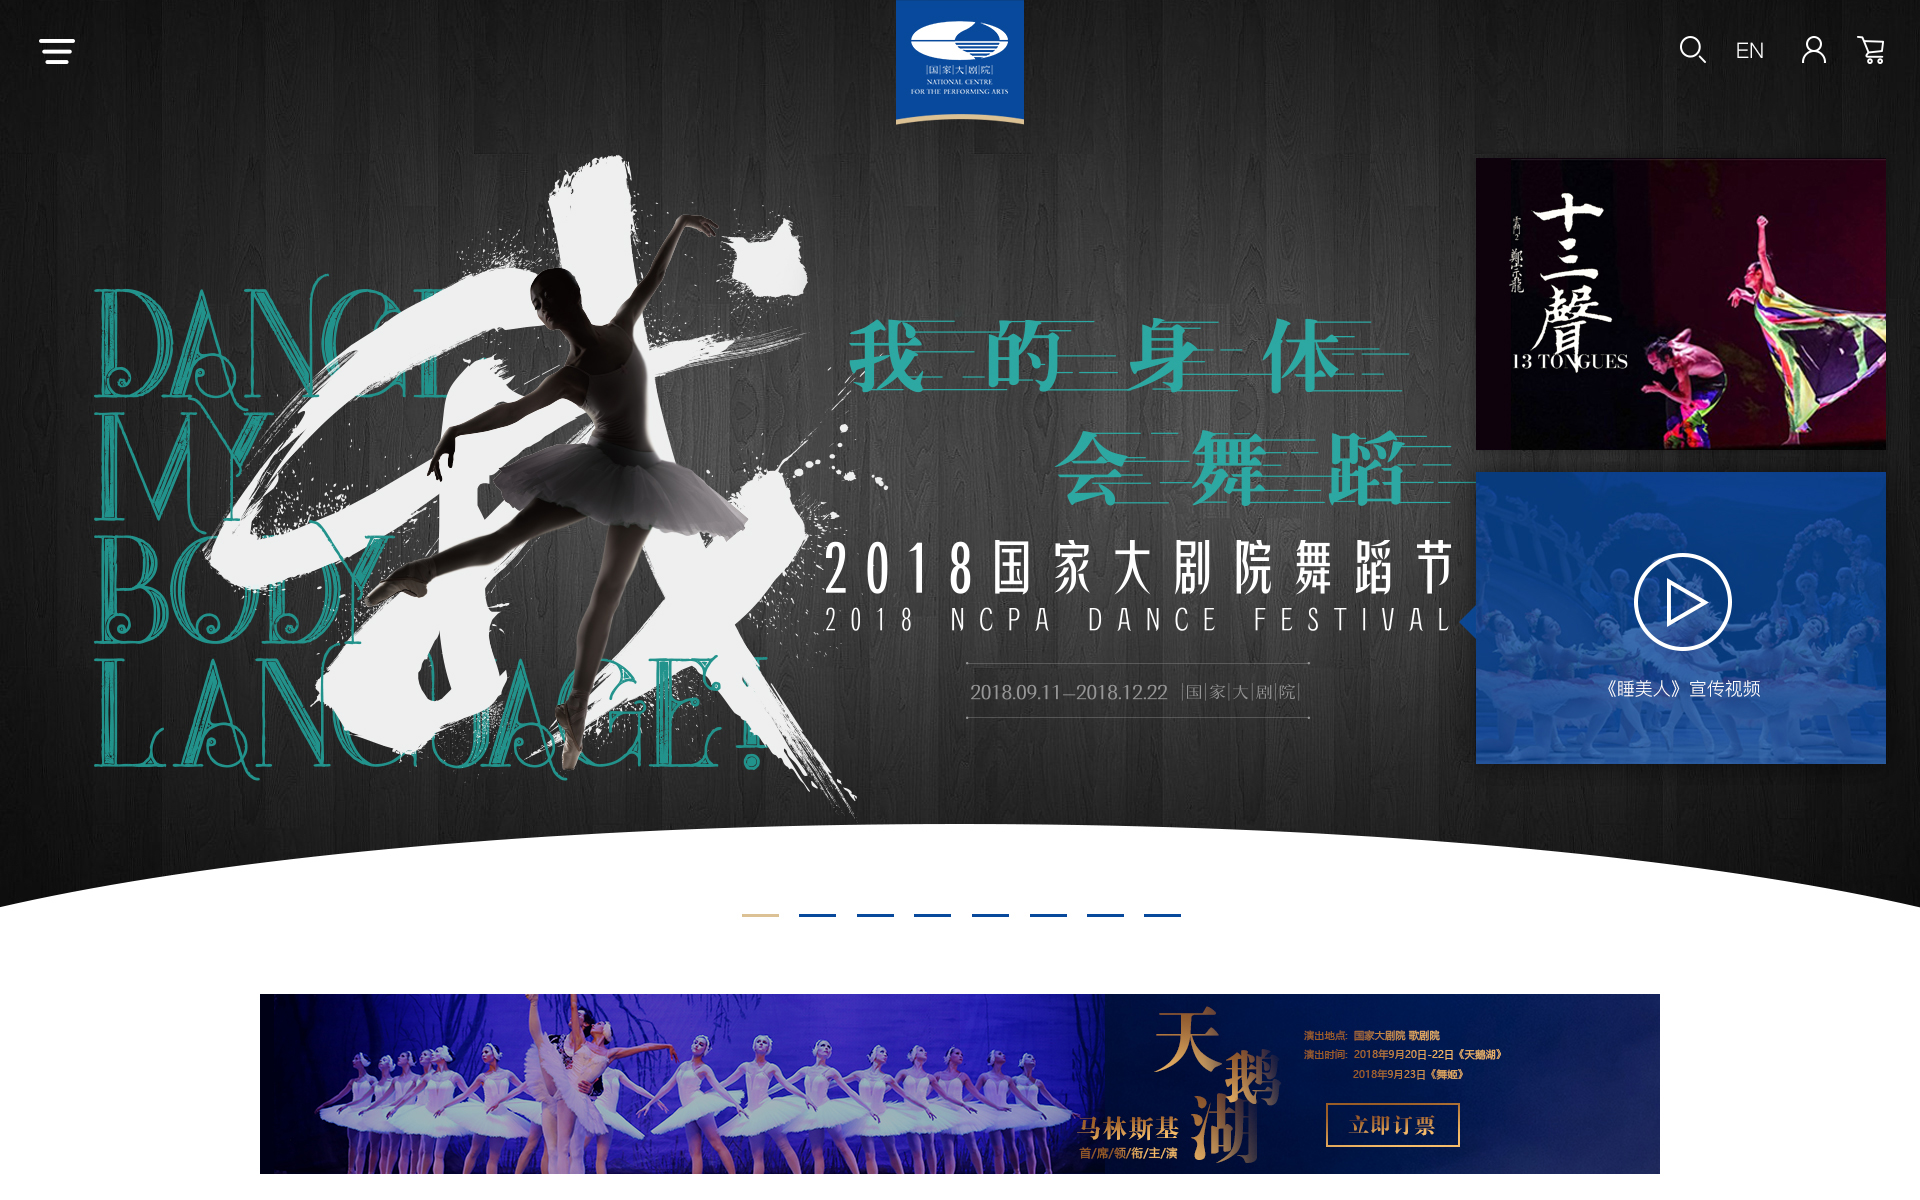 国家大剧院
NATIONAL CENTRE
FOR THE PERFORMING ARTS
EN
DANCE
MY
BODY
LANGUAGE!
我的身体
会舞蹈
2018国家大剧院舞蹈节
2018 NCPA DANCE FESTIVAL
2018.09.11—2018.12.22 国家大剧院
十三聲
雲門2 鄭宗龍
13 TONGUES
《睡美人》宣传视频
天鹅湖
马林斯基
首/席/领/衔/主/演
演出地点: 国家大剧院 歌剧院
演出时间: 2018年9月20日-22日《天鹅湖》
2018年9月23日《舞姬》
立即订票